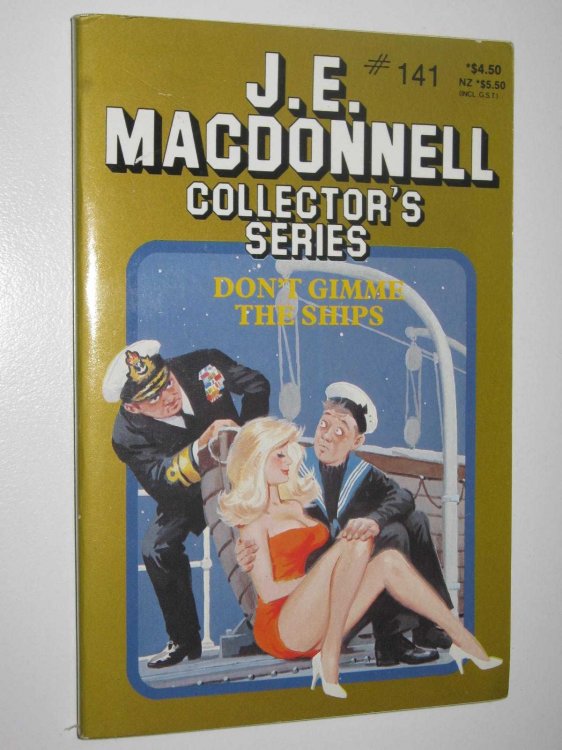 J.E.
MACDONNELL
COLLECTOR'S
SERIES
# 141
*$4.50
NZ *$5.50
(INCL. G.S.T.)
DON'T GIMME
THE SHIPS